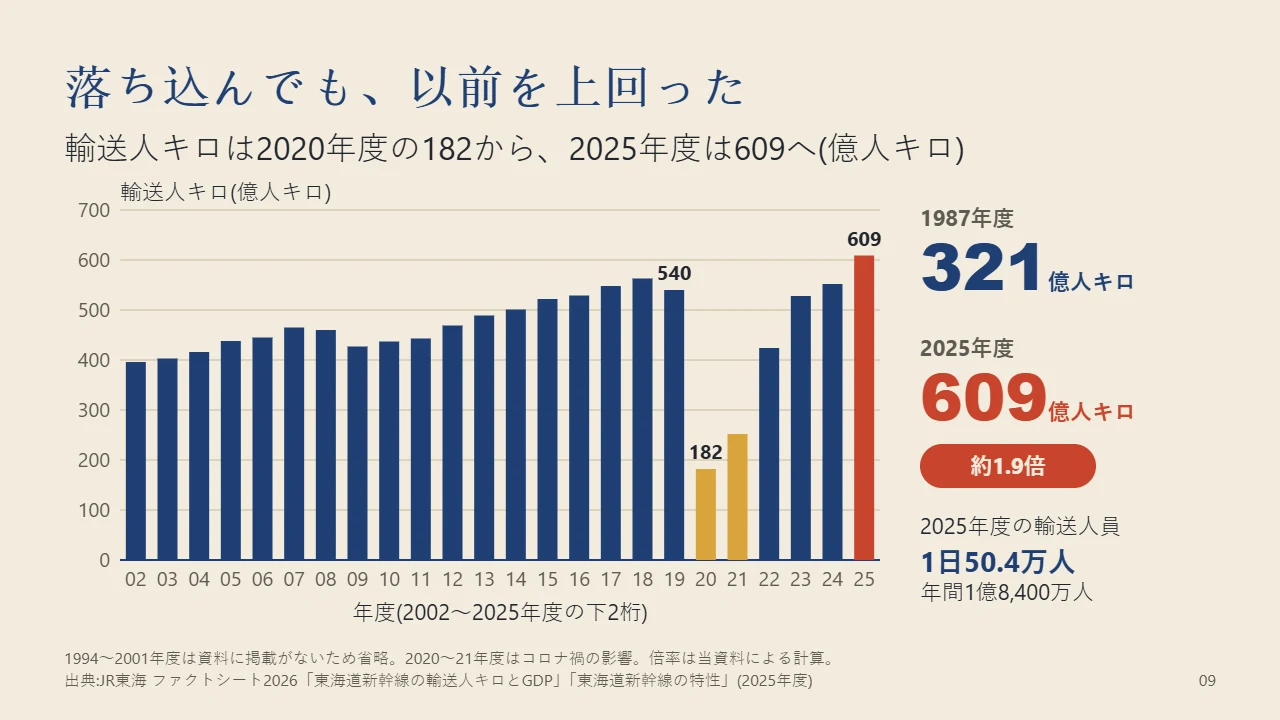 落ち込んでも、以前を上回った
輸送人キロは2020年度の182から、2025年度は609へ(億人キロ)
輸送人キロ(億人キロ)
700
600
500
400
300
200
100
0
609
540
182
02 03 04 05 06 07 08 09 10 11 12 13 14 15 16 17 18 19 20 21 22 23 24 25
年度(2002〜2025年度の下2桁)
1987年度
321億人キロ
2025年度
609億人キロ
約1.9倍
2025年度の輸送人員
1日50.4万人
年間1億8,400万人
1994〜2001年度は資料に掲載がないため省略。2020〜21年度はコロナ禍の影響。倍率は当資料による計算。
出典:JR東海 ファクトシート2026「東海道新幹線の輸送人キロとGDP」「東海道新幹線の特性」(2025年度)
09